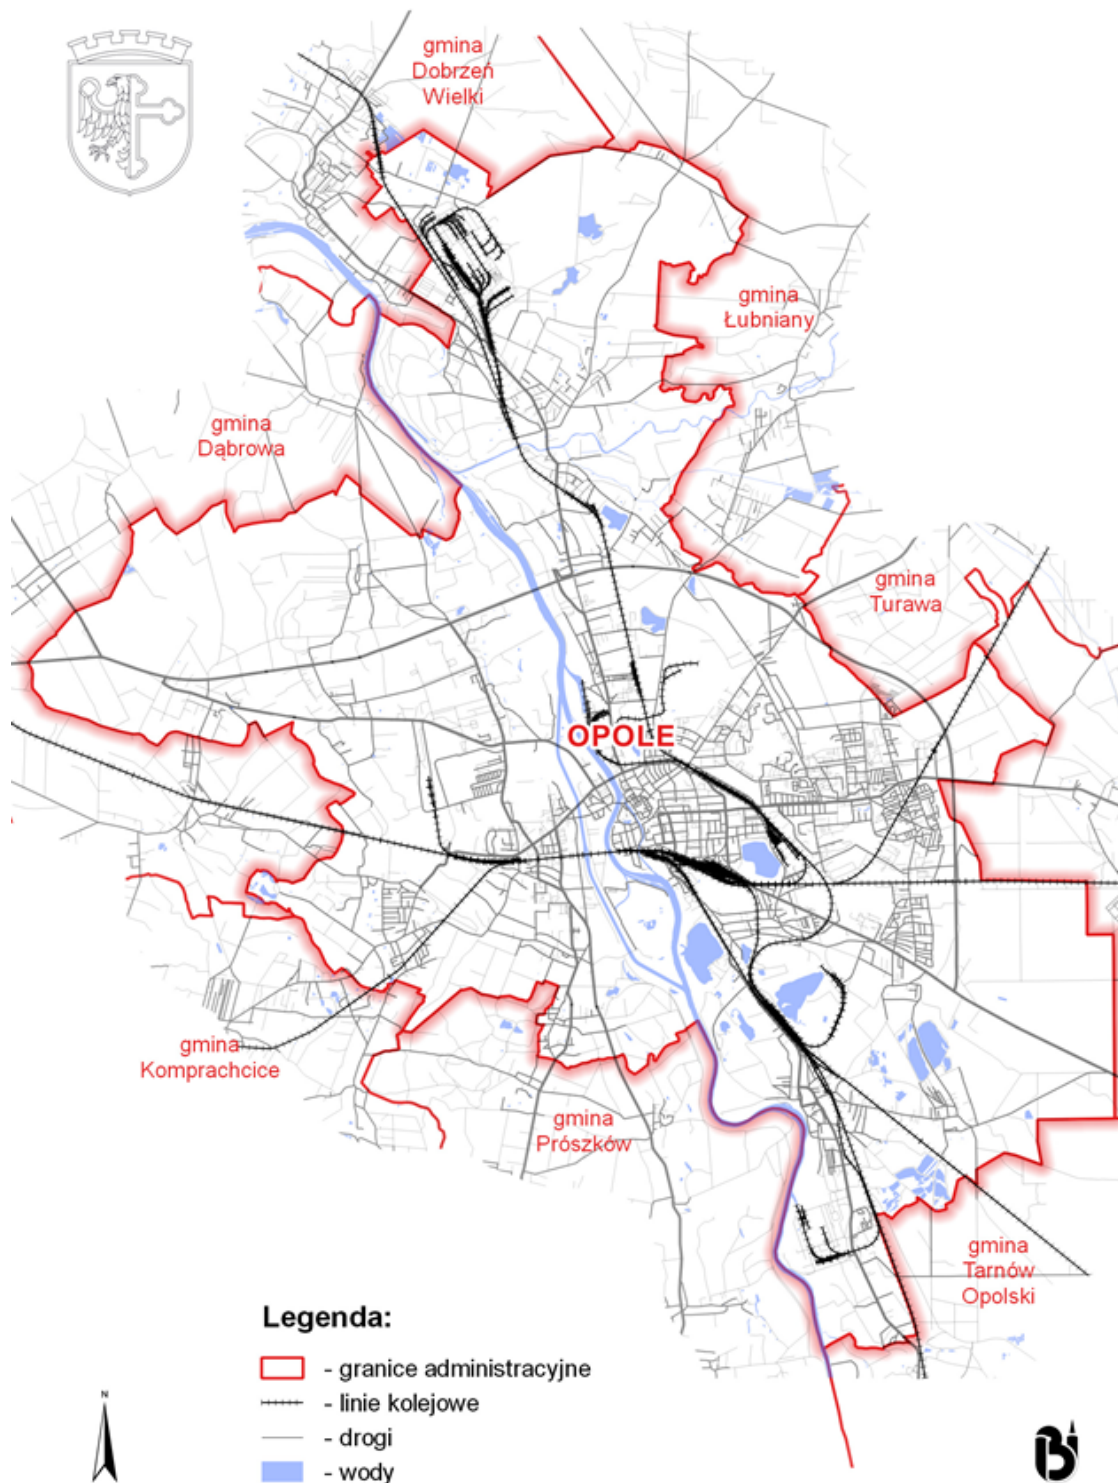 gmina
Dobrzeń
Wielki
gmina
Łubniany
gmina
Dąbrowa
gmina
Turawa
OPOLE
gmina
Komprachcice
gmina
Prószków
gmina
Tarnów
Opolski
Legenda:
- granice administracyjne
- linie kolejowe
- drogi
- wody
N